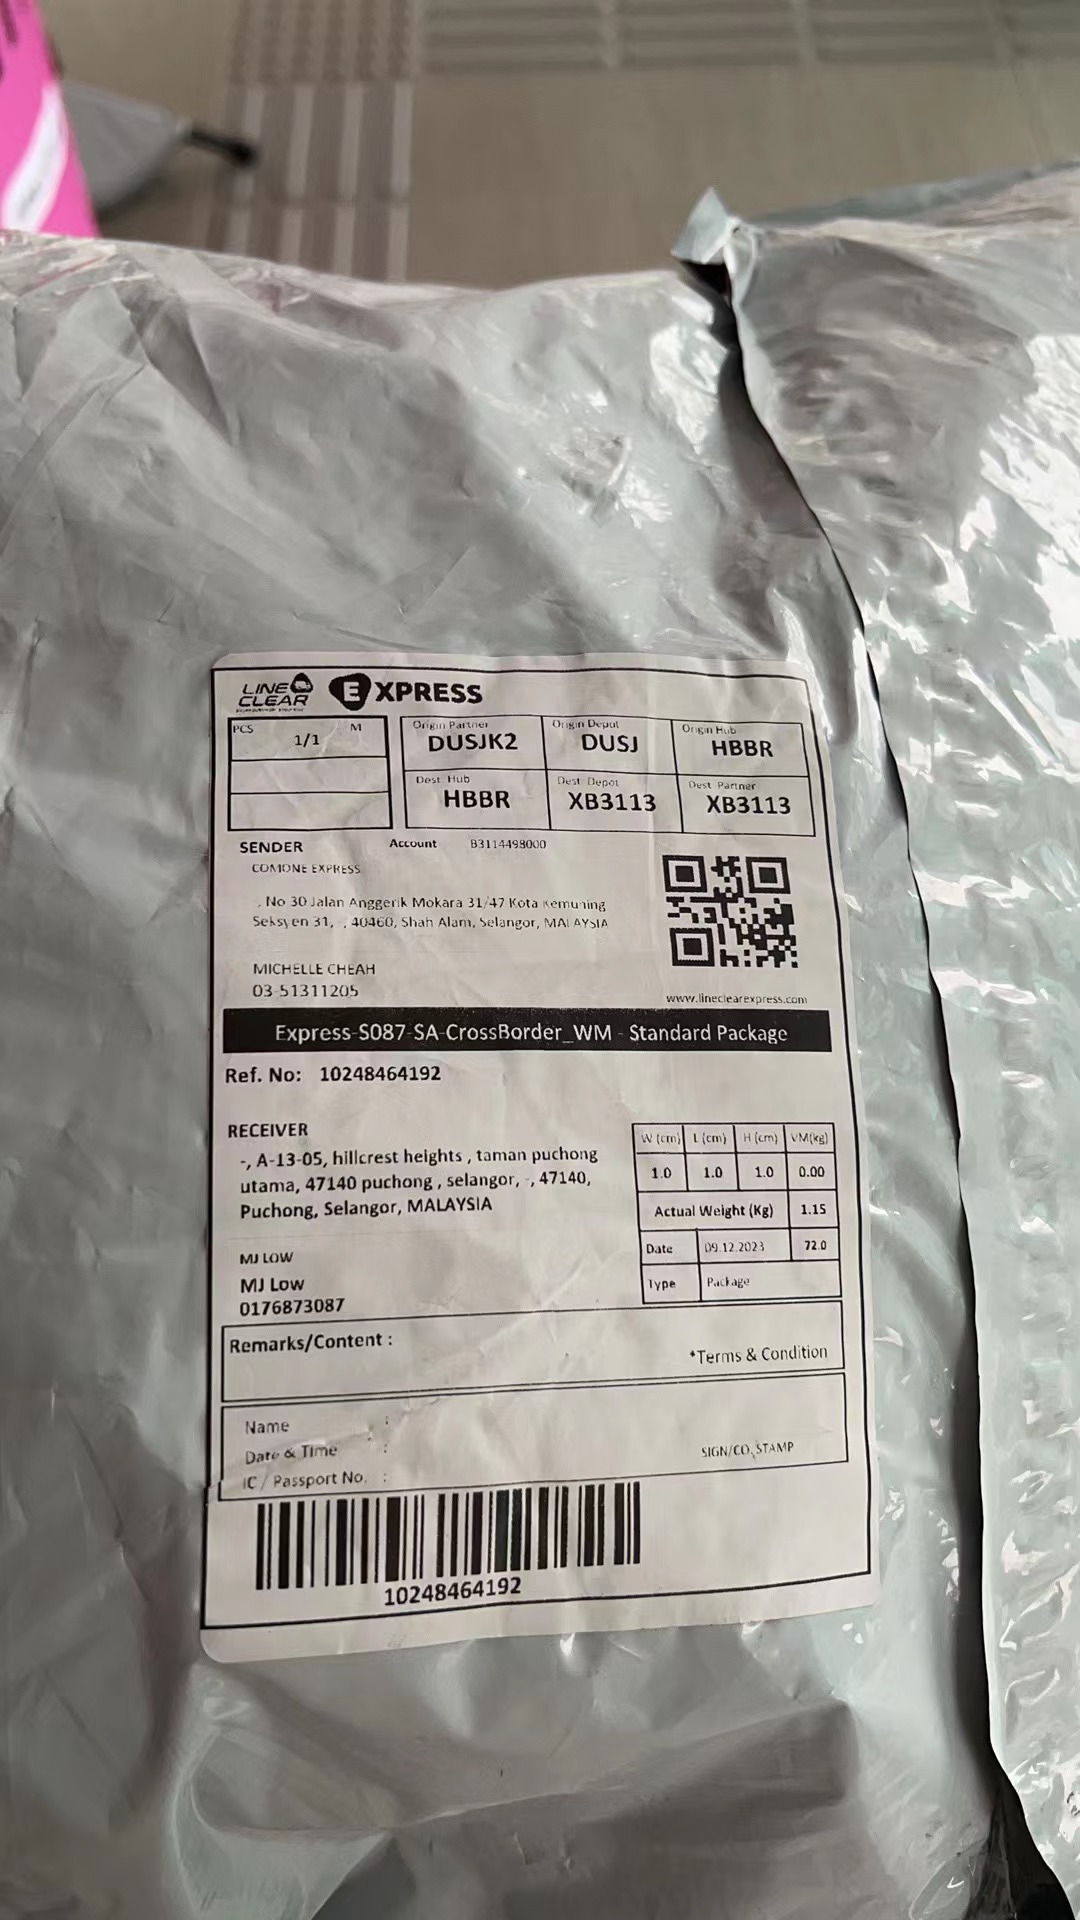 LINE CLEAR EXPRESS
PCS M
1/1
Origin Partner Origin Depot Origin Hub
DUSJK2 DUSJ HBBR
Dest Hub Dest Depot Dest Partner
HBBR XB3113 XB3113
SENDER Account B3114498000
COMONE EXPRESS
, No 30 Jalan Anggerik Mokara 31/47 Kota Kemuning
Seksyen 31, , 40460, Shah Alam, Selangor, MALAYSIA
MICHELLE CHEAH
03-51311205
www.lineclearexpress.com
Express-S087-SA-CrossBorder_WM - Standard Package
Ref. No: 10248464192
RECEIVER
-, A-13-05, hillcrest heights , taman puchong
utama, 47140 puchong , selangor, -, 47140,
Puchong, Selangor, MALAYSIA
MJ LOW
MJ Low
0176873087
W (cm) L (cm) H (cm) VM(kg)
1.0 1.0 1.0 0.00
Actual Weight (Kg) 1.15
Date 09.12.2023 72.0
Type Package
Remarks/Content :
*Terms & Condition
Name :
Date & Time :
IC / Passport No. :
SIGN/CO. STAMP
10248464192